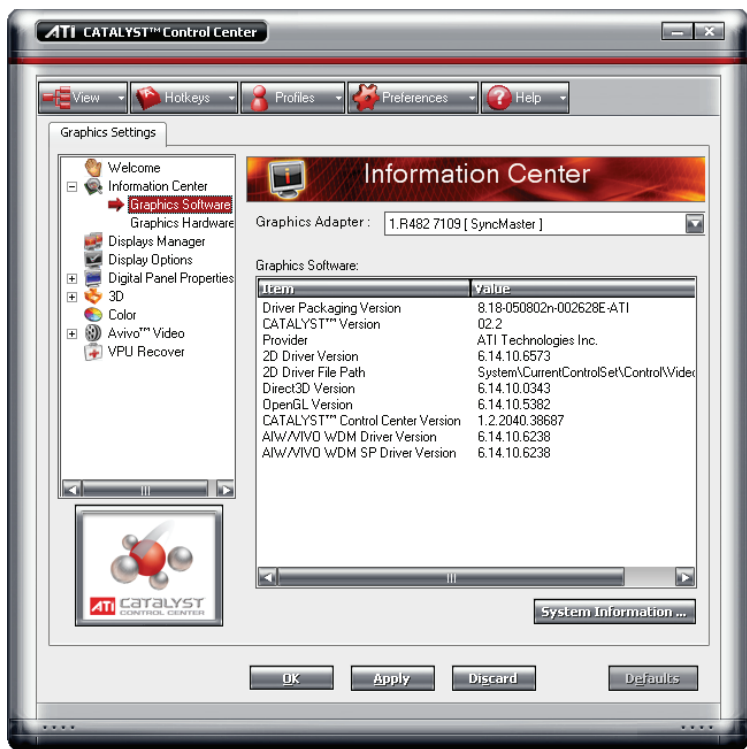 ATI CATALYST™ Control Center
View
Hotkeys
Profiles
Preferences
Help
Graphics Settings
Welcome
Information Center
Graphics Software
Graphics Hardware
Displays Manager
Display Options
Digital Panel Properties
3D
Color
Avivo™ Video
VPU Recover
ATI CATALYST
CONTROL CENTER
Information Center
Graphics Adapter : 1.R482 7109 [ SyncMaster ]
Graphics Software:
Item Value
Driver Packaging Version 8.18-050802n-002628E-ATI
CATALYST™ Version 02.2
Provider ATI Technologies Inc.
2D Driver Version 6.14.10.6573
2D Driver File Path System\CurrentControlSet\Control\Video
Direct3D Version 6.14.10.0343
OpenGL Version 6.14.10.5382
CATALYST™ Control Center Version 1.2.2040.38687
AIW/VIVO WDM Driver Version 6.14.10.6238
AIW/VIVO WDM SP Driver Version 6.14.10.6238
System Information ...
OK Apply Discard Defaults